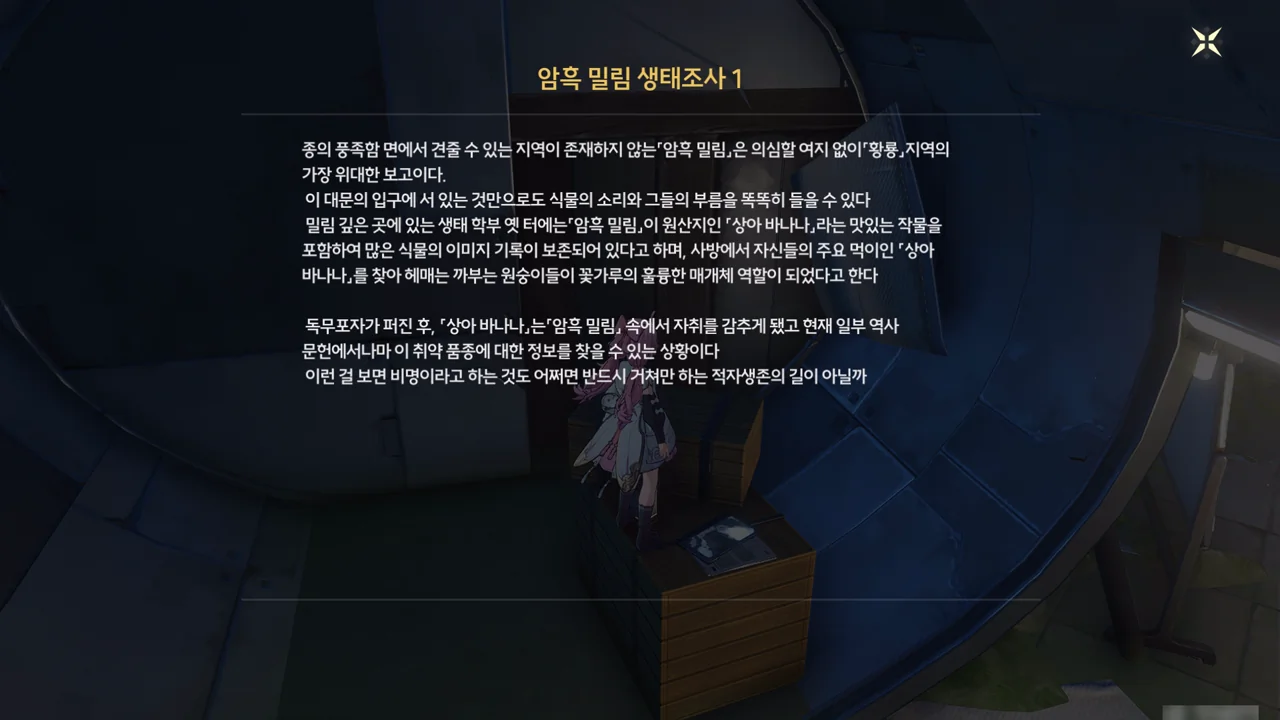 암흑 밀림 생태조사 1
종의 풍족함 면에서 견줄 수 있는 지역이 존재하지 않는「암흑 밀림」은 의심할 여지 없이「황룡」지역의
가장 위대한 보고이다.
이 대문의 입구에 서 있는 것만으로도 식물의 소리와 그들의 부름을 똑똑히 들을 수 있다
밀림 깊은 곳에 있는 생태 학부 옛 터에는「암흑 밀림」이 원산지인 「상아 바나나」라는 맛있는 작물을
포함하여 많은 식물의 이미지 기록이 보존되어 있다고 하며, 사방에서 자신들의 주요 먹이인 「상아
바나나」를 찾아 헤매는 까부는 원숭이들이 꽃가루의 훌륭한 매개체 역할이 되었다고 한다
독무포자가 퍼진 후, 「상아 바나나」는「암흑 밀림」 속에서 자취를 감추게 됐고 현재 일부 역사
문헌에서나마 이 취약 품종에 대한 정보를 찾을 수 있는 상황이다
이런 걸 보면 비명이라고 하는 것도 어쩌면 반드시 거쳐만 하는 적자생존의 길이 아닐까